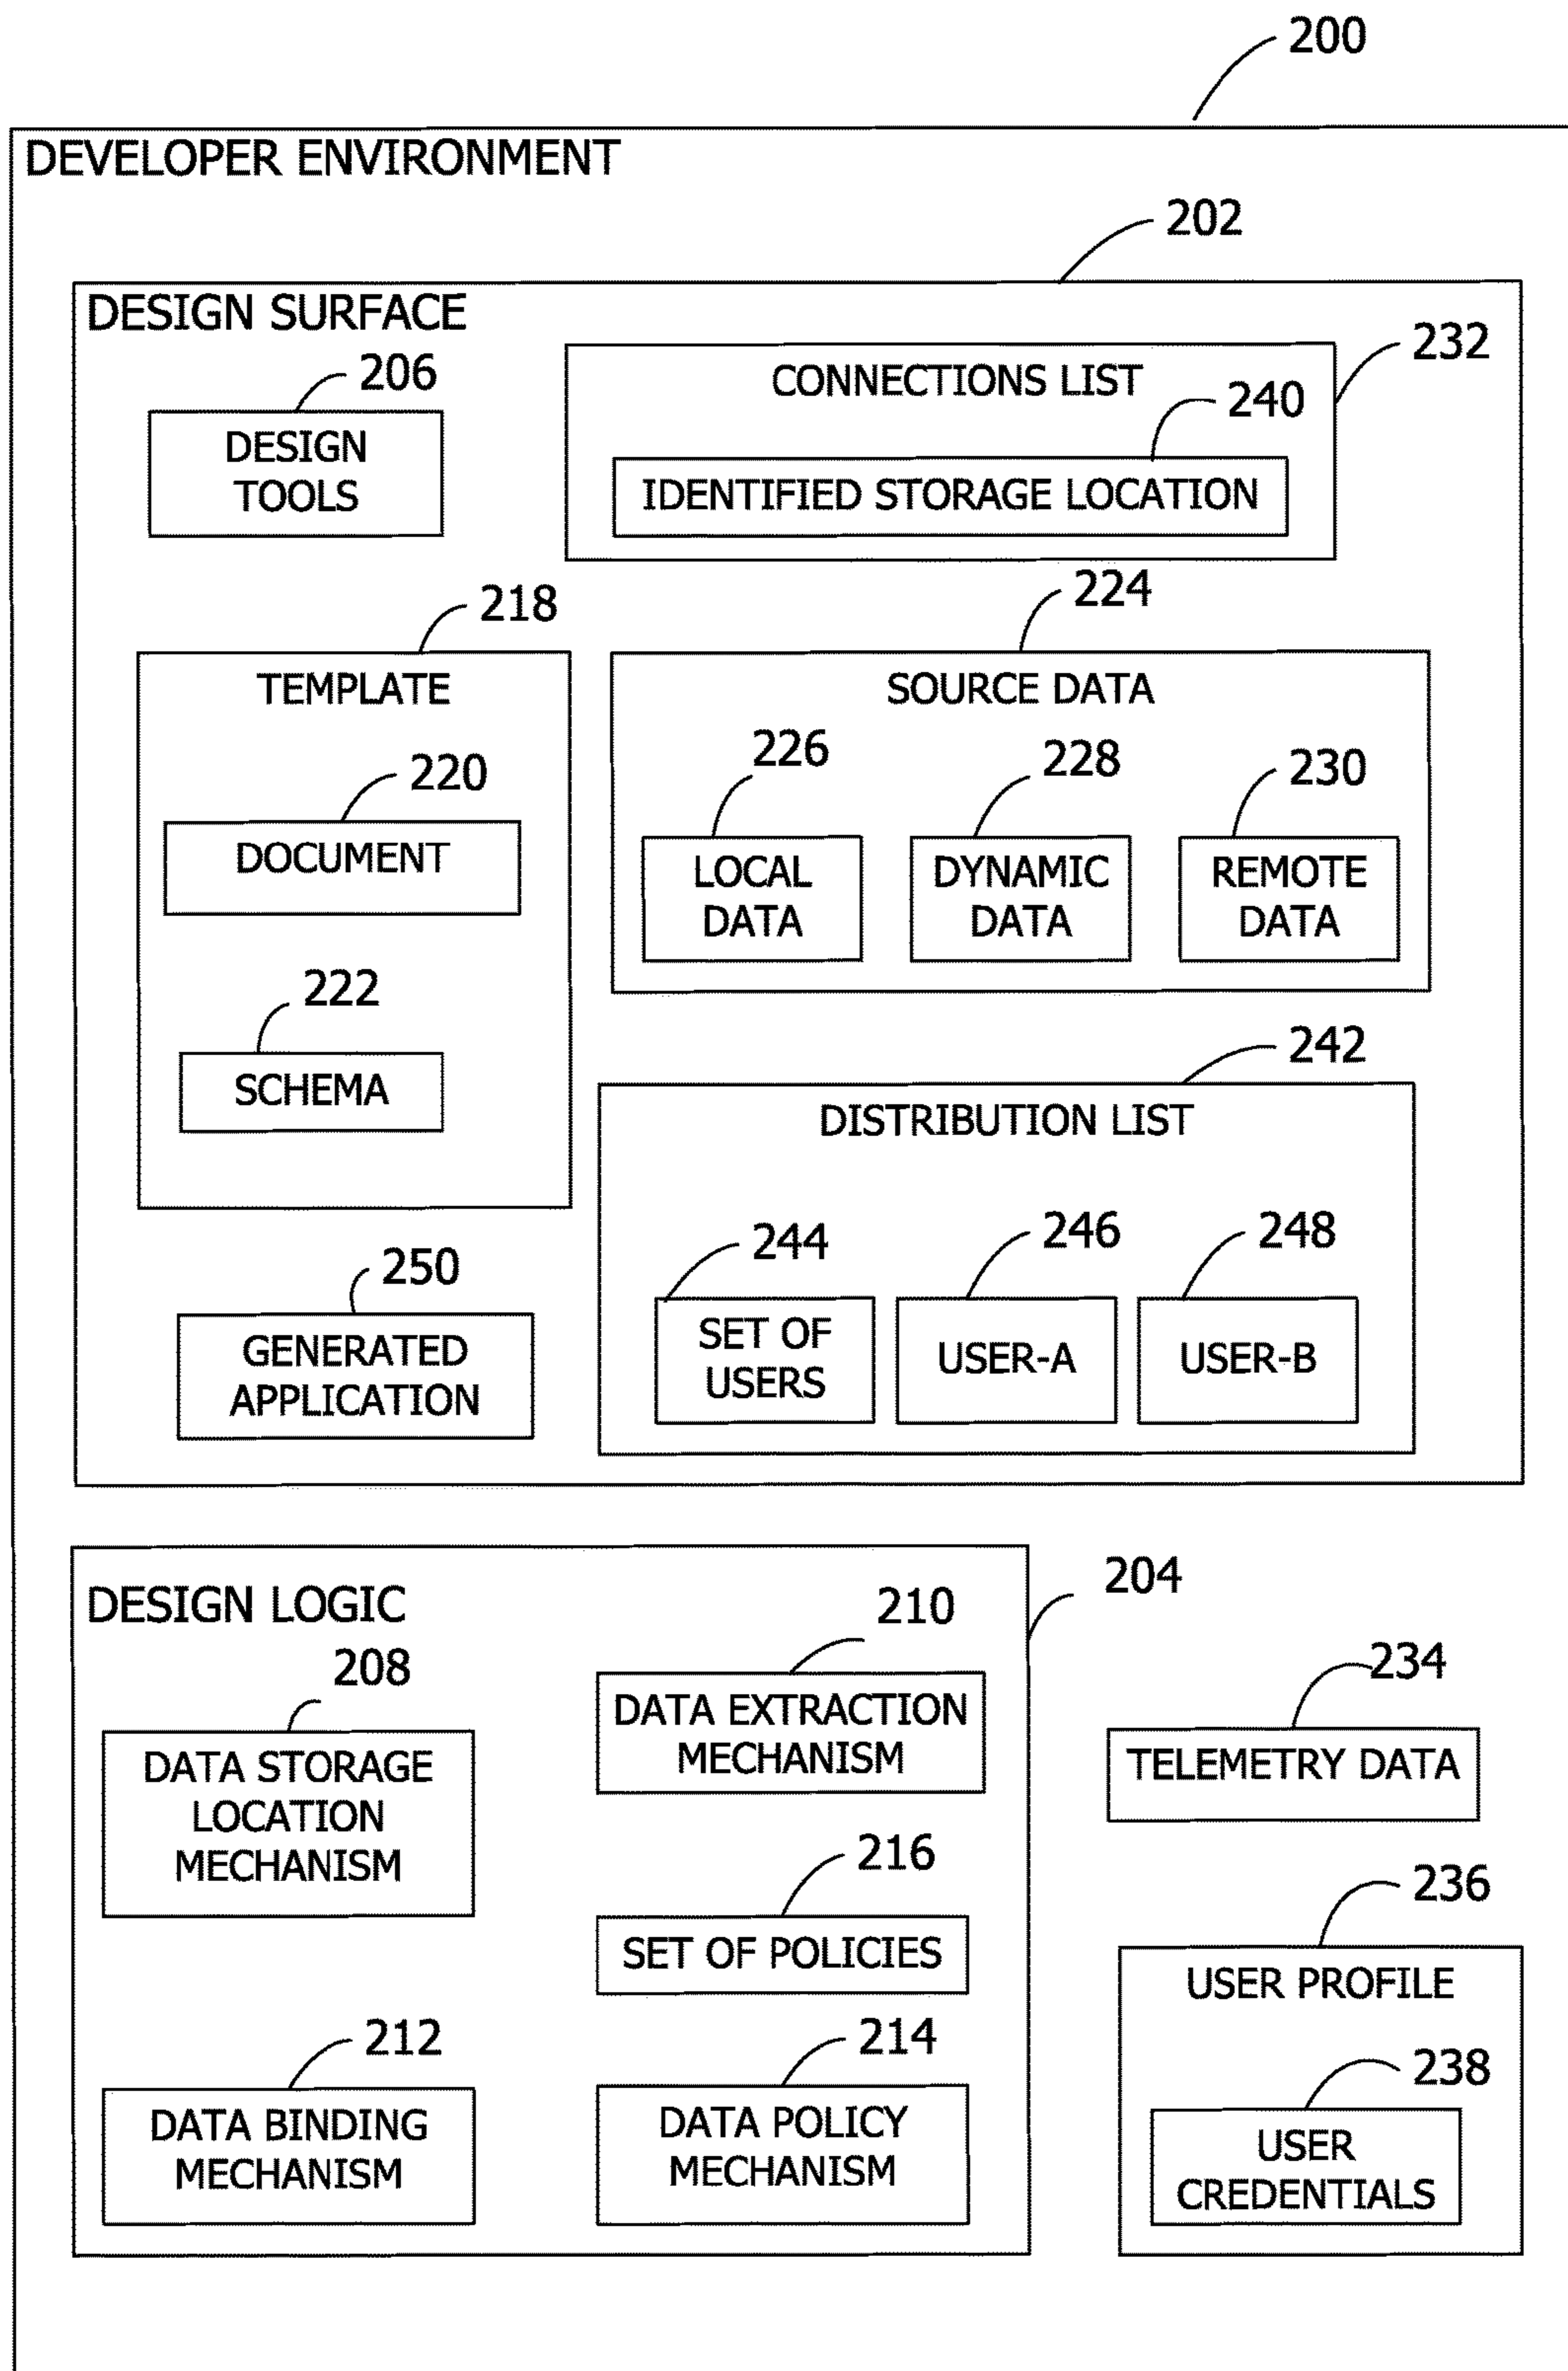 200
DEVELOPER ENVIRONMENT
202
DESIGN SURFACE
206
DESIGN
TOOLS
232
CONNECTIONS LIST
240
IDENTIFIED STORAGE LOCATION
218
TEMPLATE
220
DOCUMENT
222
SCHEMA
224
SOURCE DATA
226
LOCAL
DATA
228
DYNAMIC
DATA
230
REMOTE
DATA
242
DISTRIBUTION LIST
244
SET OF
USERS
246
USER-A
248
USER-B
250
GENERATED
APPLICATION
204
DESIGN LOGIC
208
DATA STORAGE
LOCATION
MECHANISM
210
DATA EXTRACTION
MECHANISM
216
SET OF POLICIES
212
DATA BINDING
MECHANISM
214
DATA POLICY
MECHANISM
234
TELEMETRY DATA
236
USER PROFILE
238
USER
CREDENTIALS